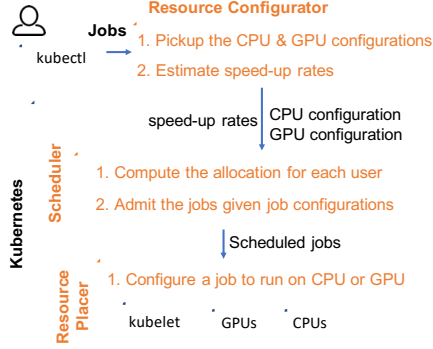 Resource Configurator
Jobs
kubectl
1. Pickup the CPU & GPU configurations
2. Estimate speed-up rates
speed-up rates
CPU configuration
GPU configuration
Kubernetes
Scheduler
1. Compute the allocation for each user
2. Admit the jobs given job configurations
Scheduled jobs
Resource
Placer
1. Configure a job to run on CPU or GPU
kubelet
GPUs
CPUs